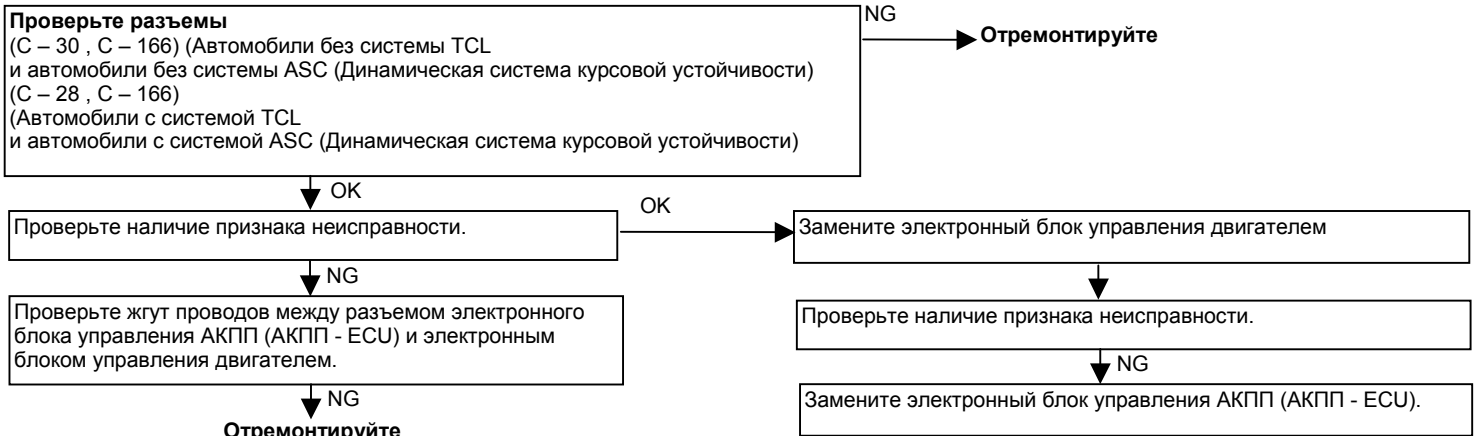 Проверьте разъемы
(C – 30 , C – 166) (Автомобили без системы TCL
и автомобили без системы ASC (Динамическая система курсовой устойчивости)
(C – 28 , C – 166)
(Автомобили с системой TCL
и автомобили с системой ASC (Динамическая система курсовой устойчивости)
NG
Отремонтируйте
OK
Проверьте наличие признака неисправности.
OK
Замените электронный блок управления двигателем
NG
Проверьте жгут проводов между разъемом электронного
блока управления АКПП (АКПП - ECU) и электронным
блоком управления двигателем.
Проверьте наличие признака неисправности.
NG
NG
Замените электронный блок управления АКПП (АКПП - ECU).
Отремонтируйте